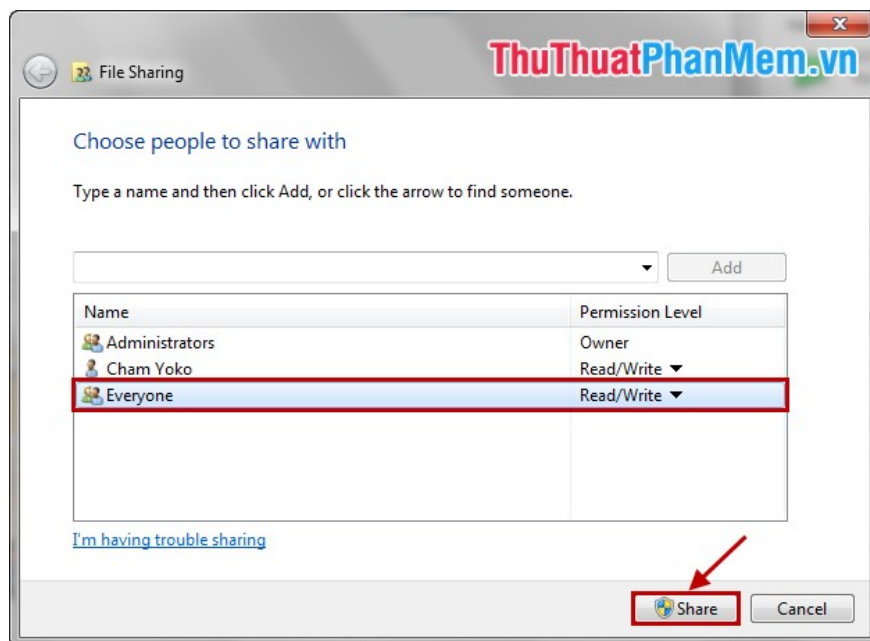 ThuThuatPhanMem.vn
File Sharing
Choose people to share with
Type a name and then click Add, or click the arrow to find someone.
Add
Name Permission Level
Administrators Owner
Cham Yoko Read/Write
Everyone Read/Write
I'm having trouble sharing
Share Cancel